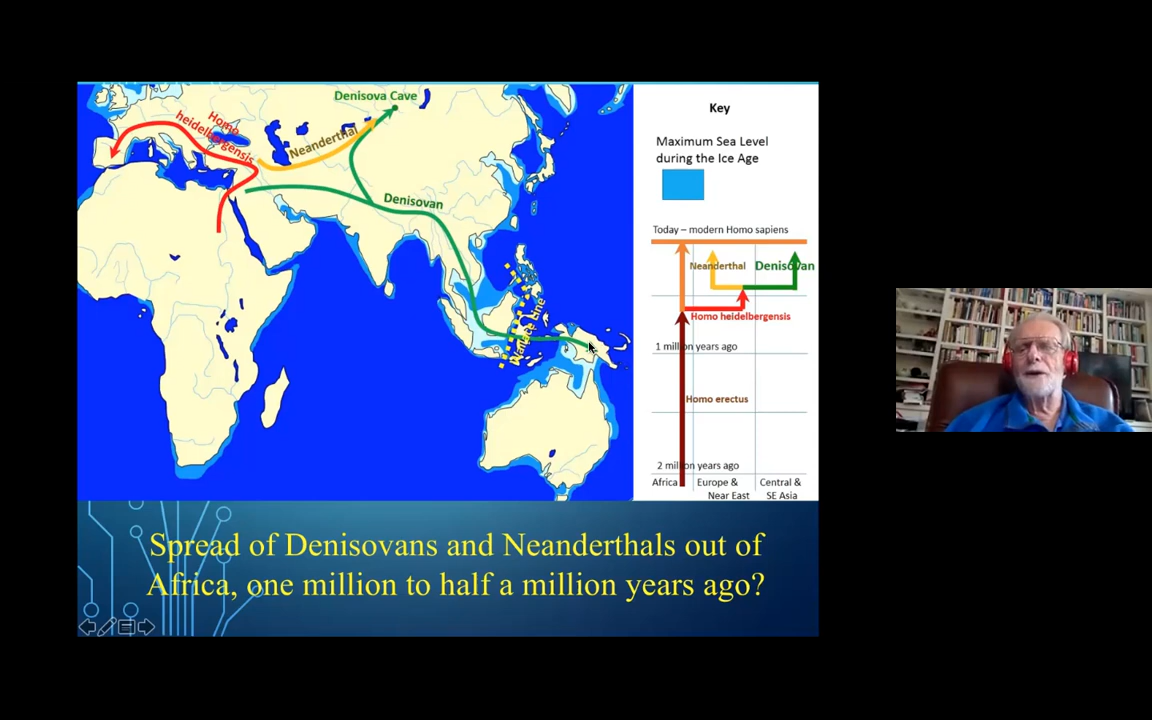 Denisova Cave
Homo
heidelbergensis
Neanderthal
Denisovan
Wallace Line
Key
Maximum Sea Level
during the Ice Age
Today – modern Homo sapiens
Neanderthal
Denisovan
Homo heidelbergensis
1 million years ago
Homo erectus
2 million years ago
Africa
Europe &
Near East
Central &
SE Asia
Spread of Denisovans and Neanderthals out of
Africa, one million to half a million years ago?